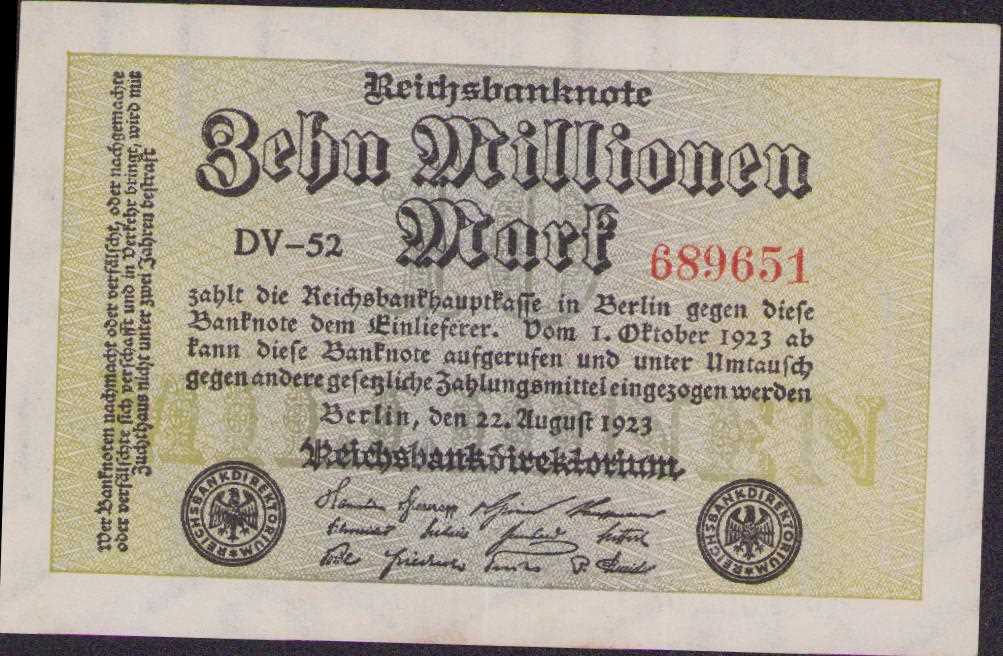 Reichsbanknote
Zehn Millionen
Mark
DV-52
689651
zahlt die Reichsbankhauptkasse in Berlin gegen diese
Banknote dem Einlieferer. Vom 1. Oktober 1923 ab
kann diese Banknote aufgerufen und unter Umtausch
gegen andere gesetzliche Zahlungsmittel eingezogen werden
Berlin, den 22. August 1923
Reichsbankdirektorium
REICHSBANKDIREKTORIUM
REICHSBANKDIREKTORIUM
Wer Banknoten nachmacht oder verfälscht, oder nachgemachte
oder verfälschte sich verschafft und in Verkehr bringt, wird mit
Zuchthaus nicht unter zwei Jahren bestraft